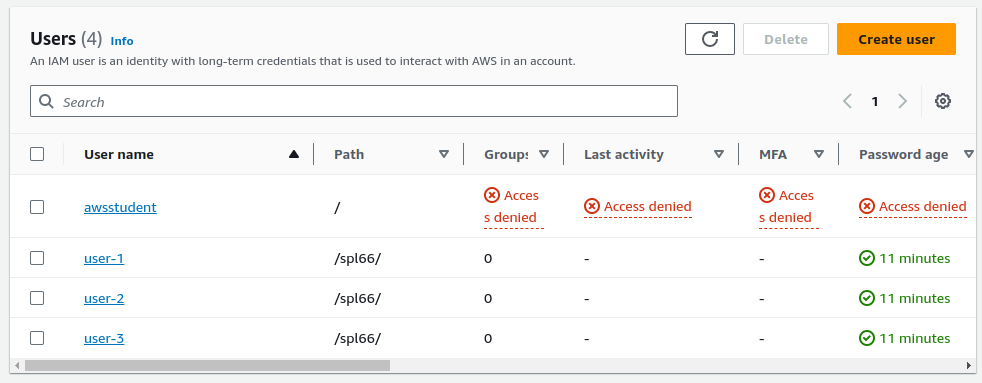 Users (4) Info
Delete
Create user
An IAM user is an identity with long-term credentials that is used to interact with AWS in an account.
Search
1
User name Path Groups Last activity MFA Password age
awsstudent / Acces Access denied Acces Access denied
s denied s denied
user-1 /spl66/ 0 - - 11 minutes
user-2 /spl66/ 0 - - 11 minutes
user-3 /spl66/ 0 - - 11 minutes